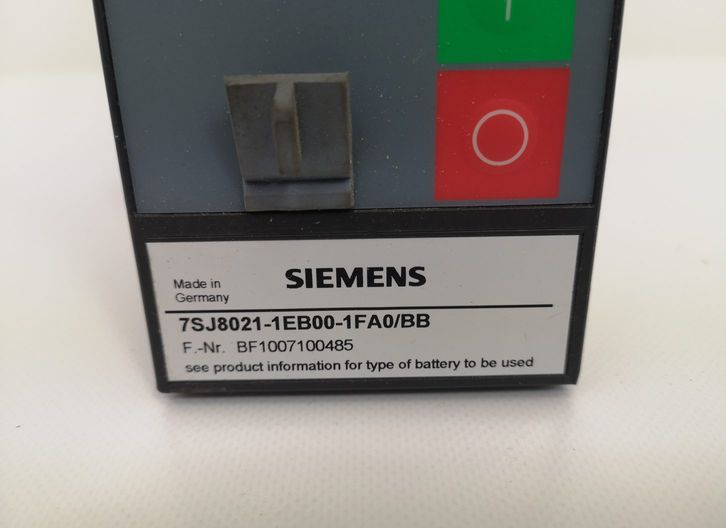 Made in
Germany
SIEMENS
7SJ8021-1EB00-1FA0/BB
F.-Nr. BF1007100485
see product information for type of battery to be used